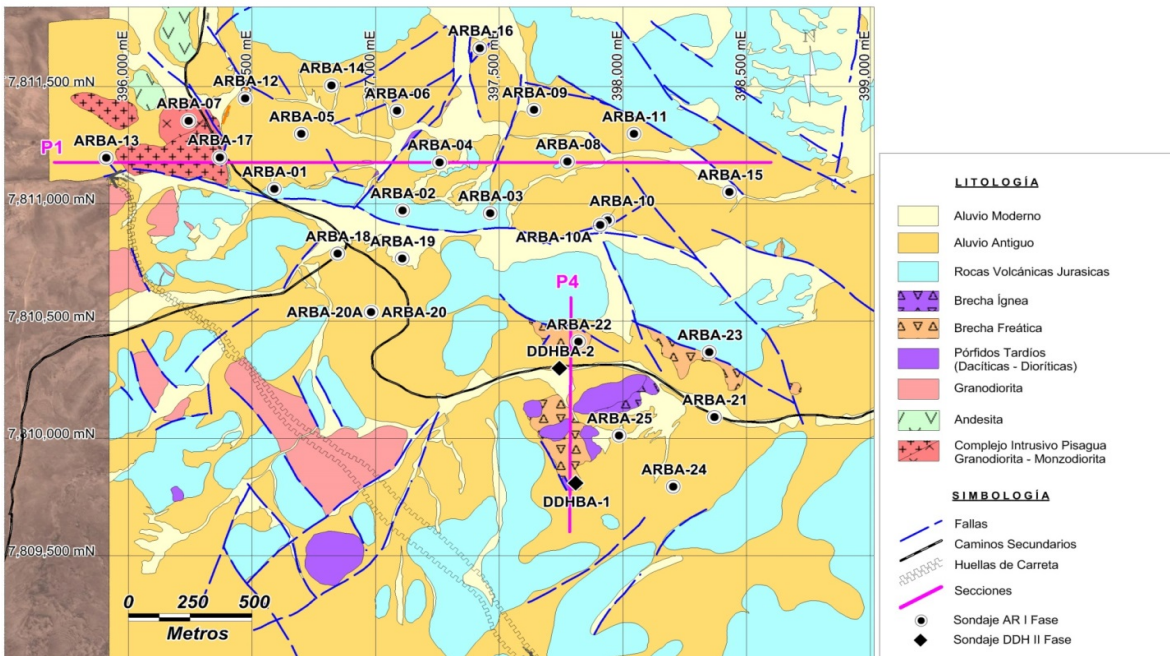 396,000 mE
397,000 mE
397,500 mE
398,000 mE
398,500 mE
399,000 mE
N
ARBA-16
ARBA-14
ARBA-12
7,811,500 mN
ARBA-07
ARBA-06
ARBA-09
ARBA-05
ARBA-11
P1
ARBA-13
ARBA-17
ARBA-04
ARBA-08
ARBA-01
ARBA-15
7,811,000 mN
ARBA-02
ARBA-03
ARBA-10
ARBA-10A
ARBA-18
ARBA-19
P4
7,810,500 mN
ARBA-20A
ARBA-20
ARBA-22
ARBA-23
DDHBA-2
ARBA-21
7,810,000 mN
ARBA-25
ARBA-24
DDHBA-1
7,809,500 mN
0 250 500
Metros
LITOLOGÍA
Aluvio Moderno
Aluvio Antiguo
Rocas Volcánicas Jurasicas
Brecha Ígnea
Brecha Freática
Pórfidos Tardíos
(Dacíticas - Dioríticas)
Granodiorita
Andesita
Complejo Intrusivo Pisagua
Granodiorita - Monzodiorita
SIMBOLOGÍA
Fallas
Caminos Secundarios
Huellas de Carreta
Secciones
Sondaje AR I Fase
Sondaje DDH II Fase